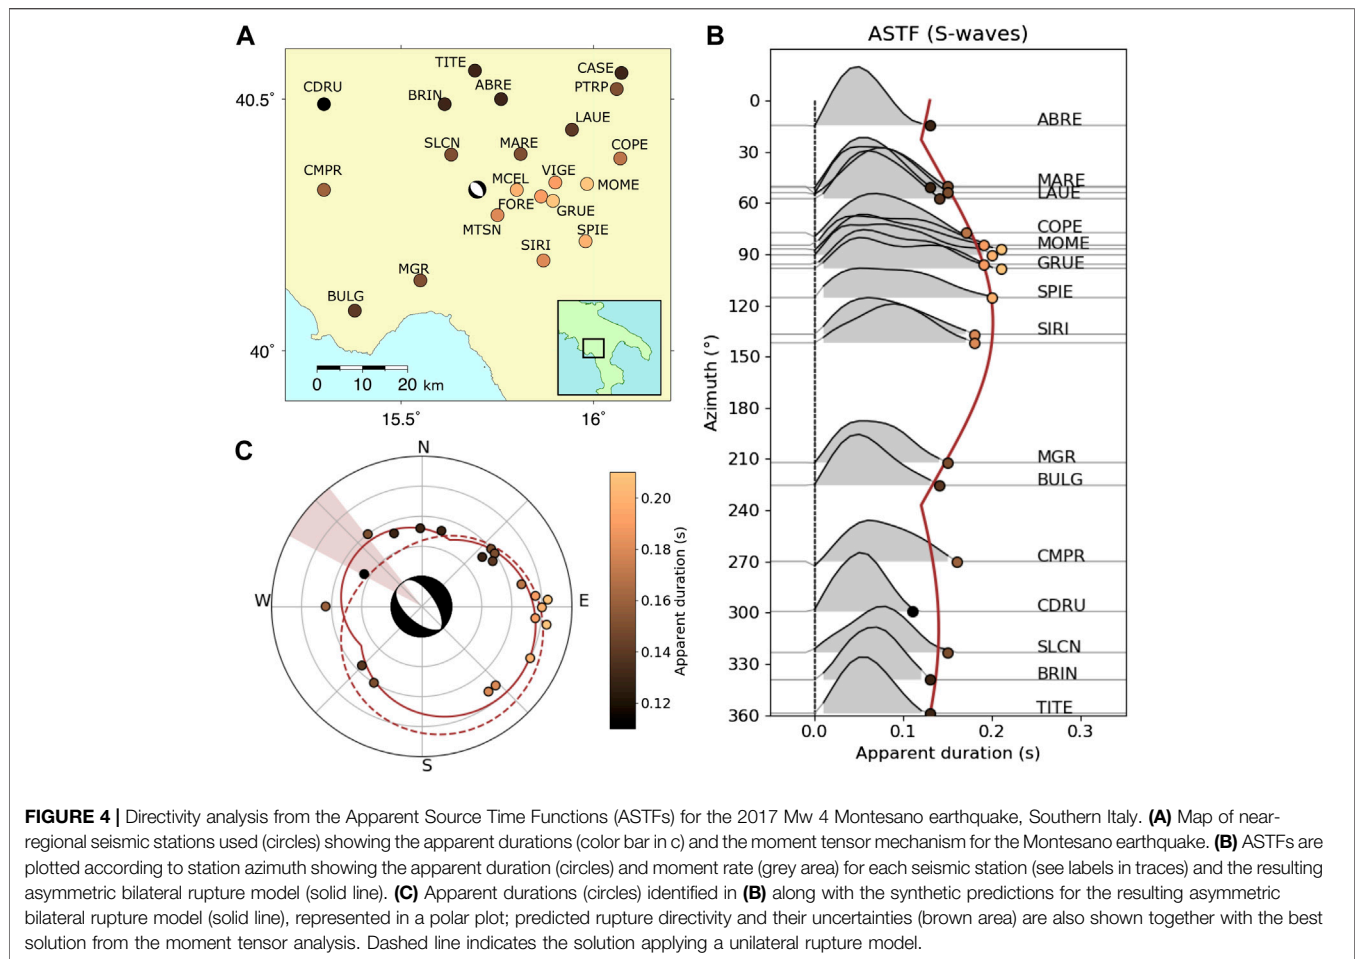 A
TITE
CASE
CDRU
ABRE
PTRP
BRIN
40.5°
LAUE
SLCN
MARE
COPE
CMPR
VIGE
MCEL
MOME
FORE
GRUE
MTSN
SPIE
SIRI
MGR
BULG
40°
0 10 20 km
15.5° 16°
B
ASTF (S-waves)
0
ABRE
30
MARE
LAUE
60
COPE
MOME
90
GRUE
SPIE
120
SIRI
150
180
210
MGR
BULG
240
270
CMPR
300
CDRU
SLCN
330
BRIN
TITE
360
Azimuth (°)
0.0 0.1 0.2 0.3
Apparent duration (s)
C
N
W
E
S
0.20
0.18
0.16
0.14
0.12
Apparent duration (s)
FIGURE 4 | Directivity analysis from the Apparent Source Time Functions (ASTFs) for the 2017 Mw 4 Montesano earthquake, Southern Italy. (A) Map of near-
regional seismic stations used (circles) showing the apparent durations (color bar in c) and the moment tensor mechanism for the Montesano earthquake. (B) ASTFs are
plotted according to station azimuth showing the apparent duration (circles) and moment rate (grey area) for each seismic station (see labels in traces) and the resulting
asymmetric bilateral rupture model (solid line). (C) Apparent durations (circles) identified in (B) along with the synthetic predictions for the resulting asymmetric
bilateral rupture model (solid line), represented in a polar plot; predicted rupture directivity and their uncertainties (brown area) are also shown together with the best
solution from the moment tensor analysis. Dashed line indicates the solution applying a unilateral rupture model.